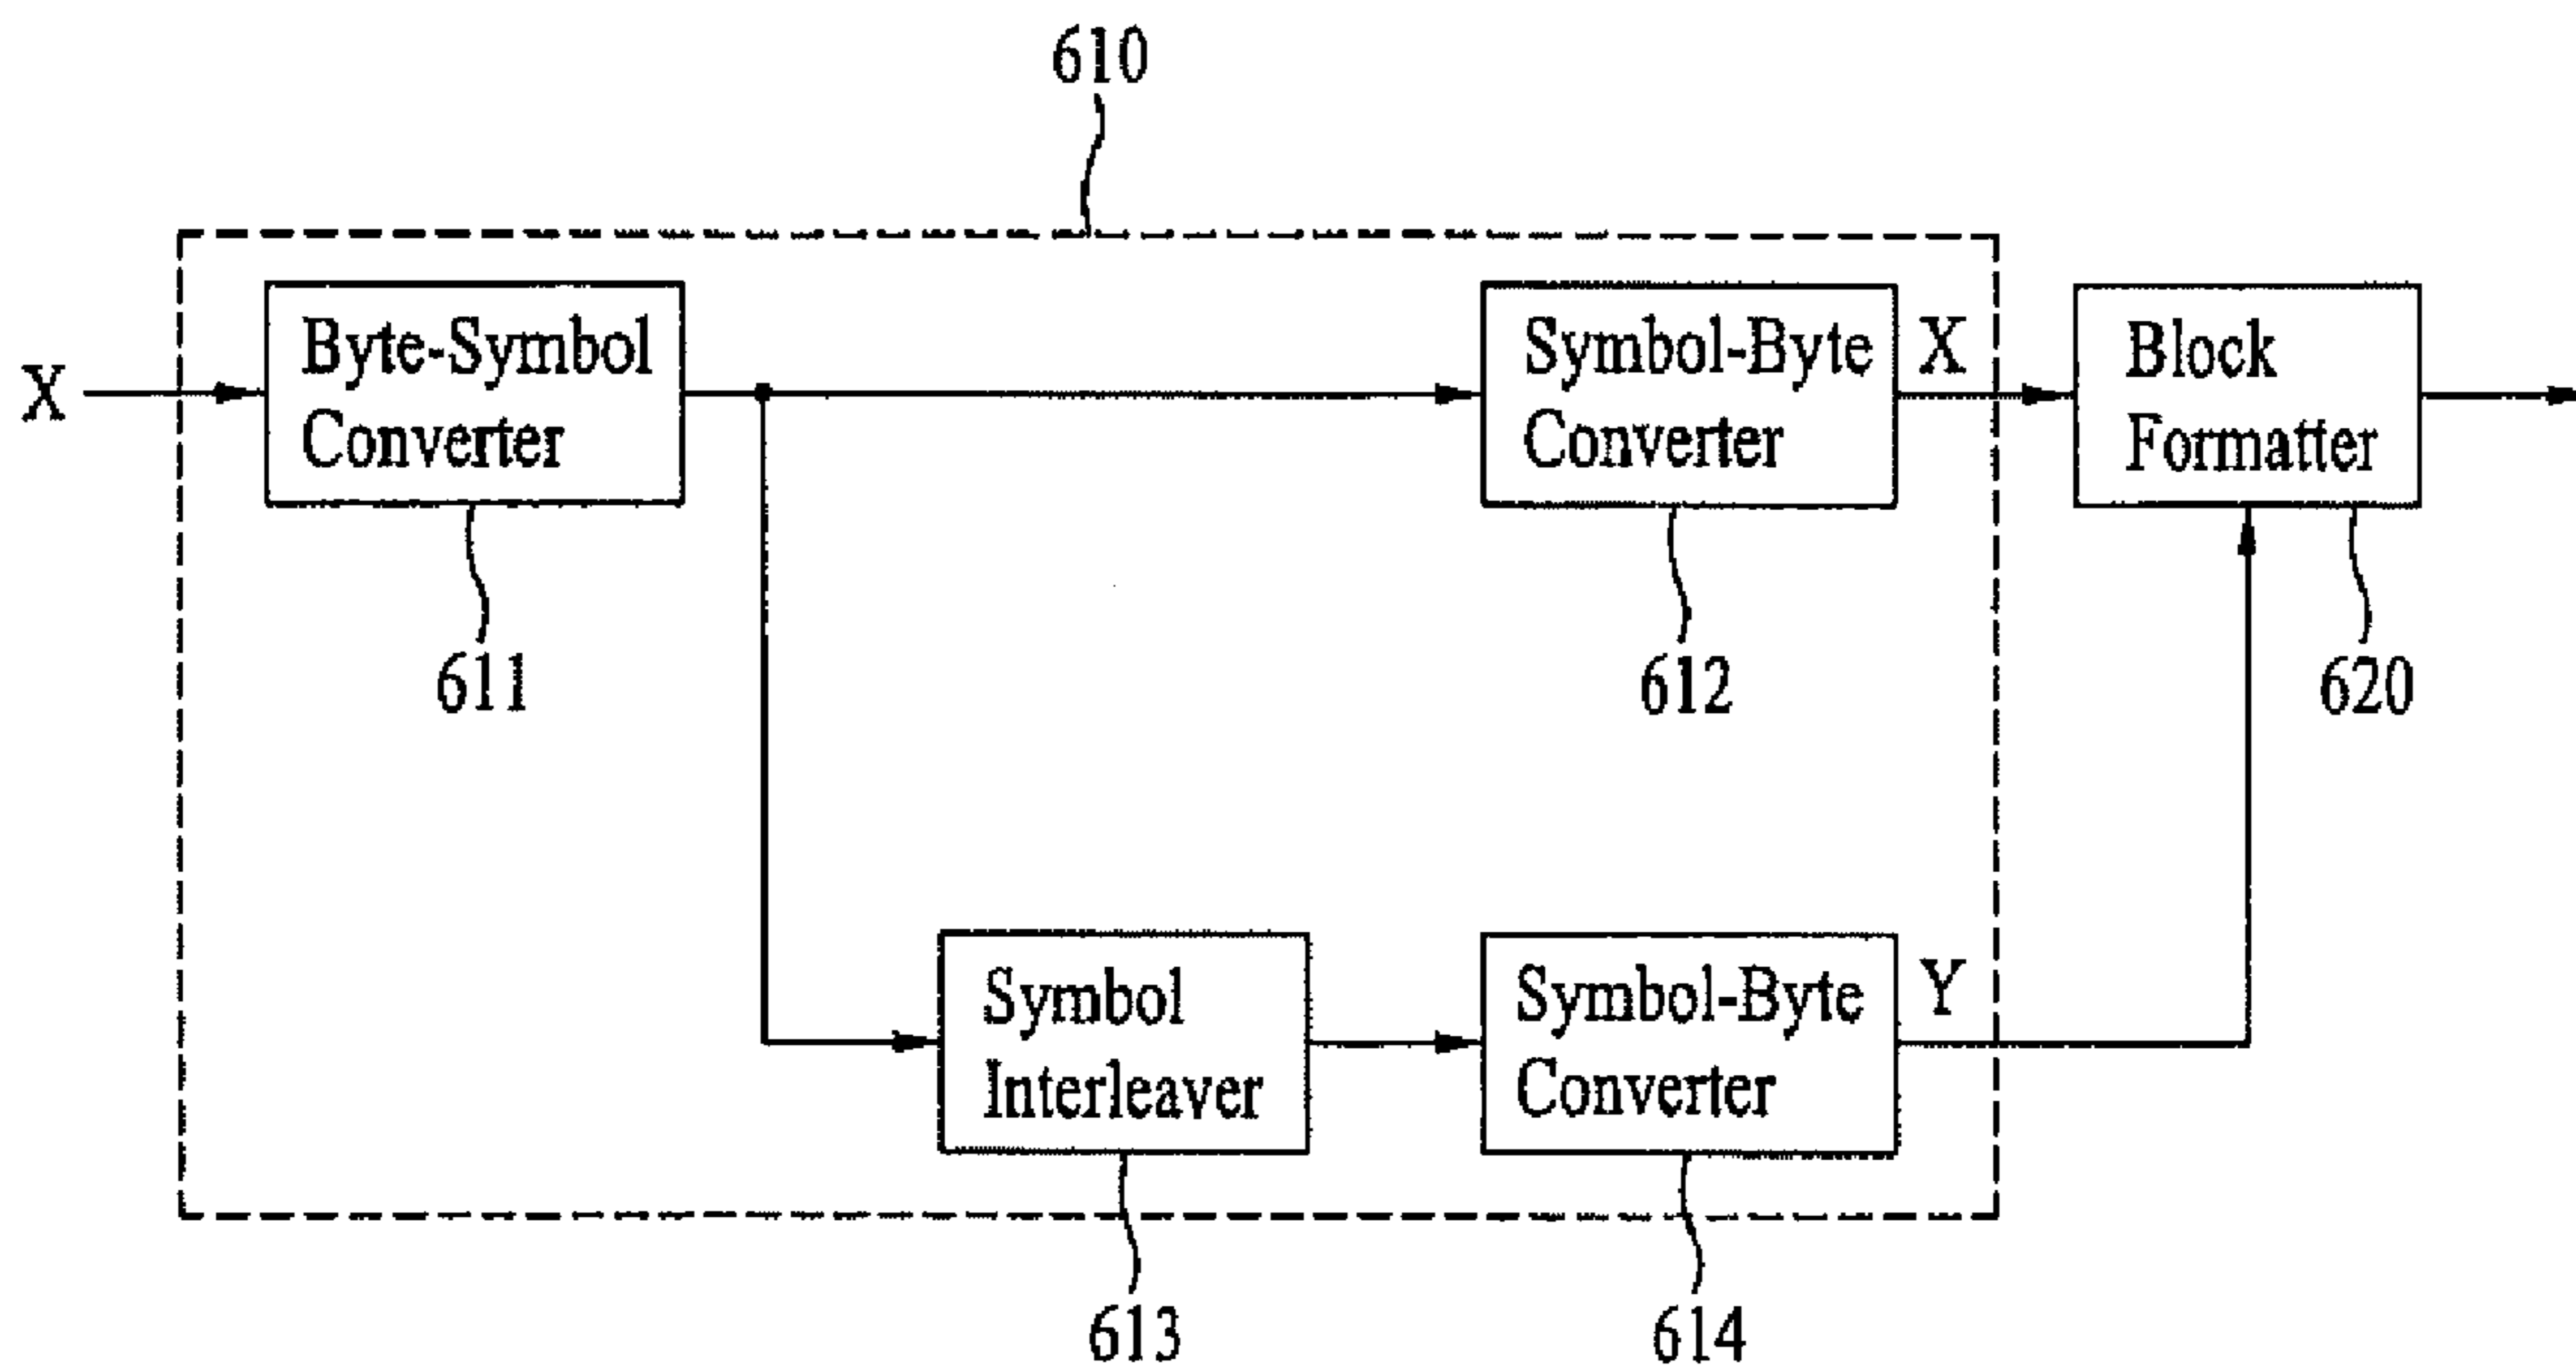 610
X
Byte-Symbol
Converter
Symbol-Byte
Converter
X
Block
Formatter
611
612
620
Symbol
Interleaver
Symbol-Byte
Converter
Y
613
614